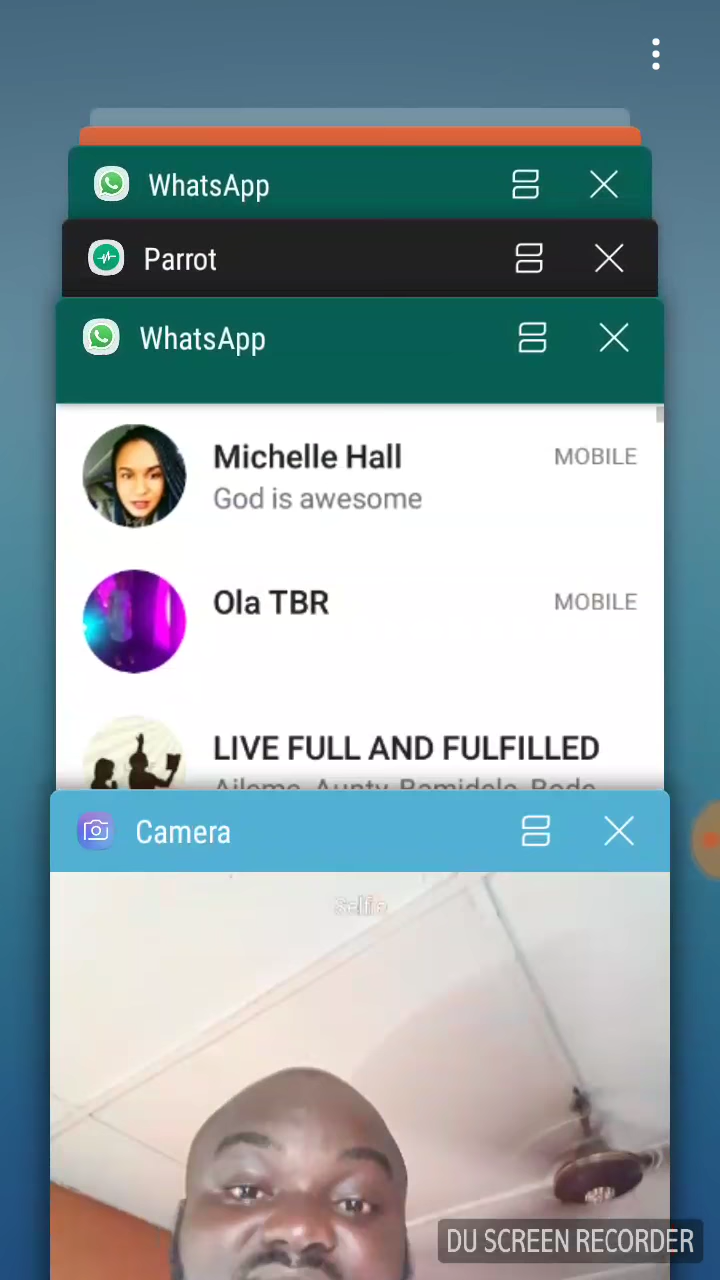 WhatsApp
Parrot
WhatsApp
Michelle Hall MOBILE
God is awesome
Ola TBR MOBILE
LIVE FULL AND FULFILLED
Selfie
Camera
DU SCREEN RECORDER